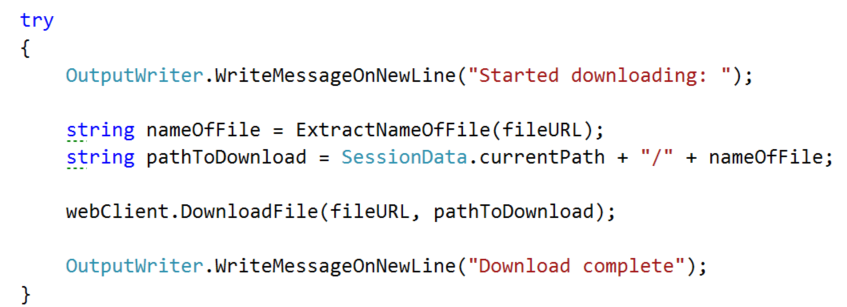 try
{
OutputWriter.WriteMessageOnNewLine("Started downloading: ");
string nameOfFile = ExtractNameOfFile(fileURL);
string pathToDownload = SessionData.currentPath + "/" + nameOfFile;
webClient.DownloadFile(fileURL, pathToDownload);
OutputWriter.WriteMessageOnNewLine("Download complete");
}